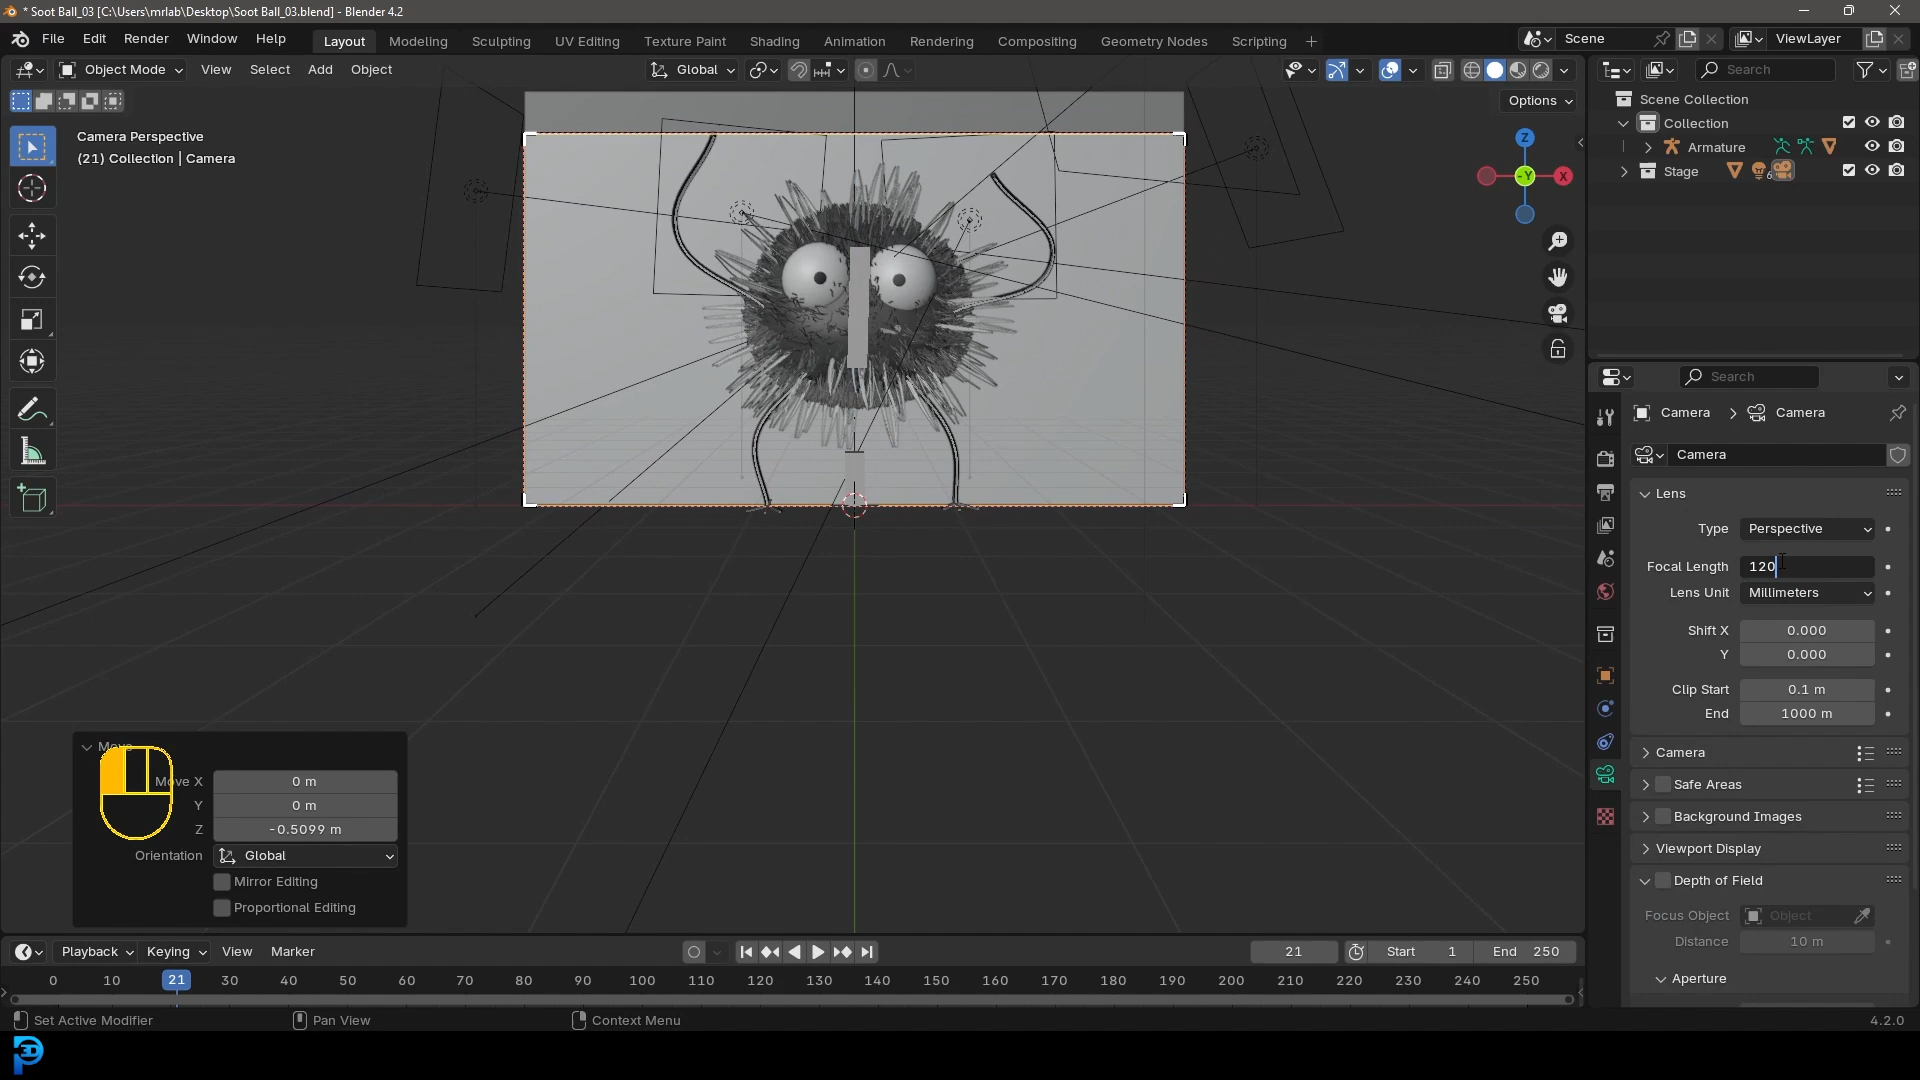 * Soot Ball_03 [C:\Users\mrlab\Desktop\Soot Ball_03.blend] - Blender 4.2
File Edit Render Window Help
Layout Modeling Sculpting UV Editing Texture Paint Shading Animation Rendering Compositing Geometry Nodes Scripting +
Scene ViewLayer
Object Mode View Select Add Object
Global
Search
Options
Camera Perspective
(21) Collection | Camera
Z
-Y X
Scene Collection
Collection
Armature
Stage 6
Search
Camera > Camera
Camera
Lens
Type Perspective
Focal Length 120
Lens Unit Millimeters
Shift X 0.000
Y 0.000
Clip Start 0.1 m
End 1000 m
Camera
Safe Areas
Background Images
Viewport Display
Depth of Field
Focus Object Object
Distance 10 m
Aperture
Move
Move X 0 m
Y 0 m
Z -0.5099 m
Orientation Global
Mirror Editing
Proportional Editing
Playback Keying View Marker
21 Start 1 End 250
0 10 21 30 40 50 60 70 80 90 100 110 120 130 140 150 160 170 180 190 200 210 220 230 240 250
Set Active Modifier Pan View Context Menu 4.2.0
3D